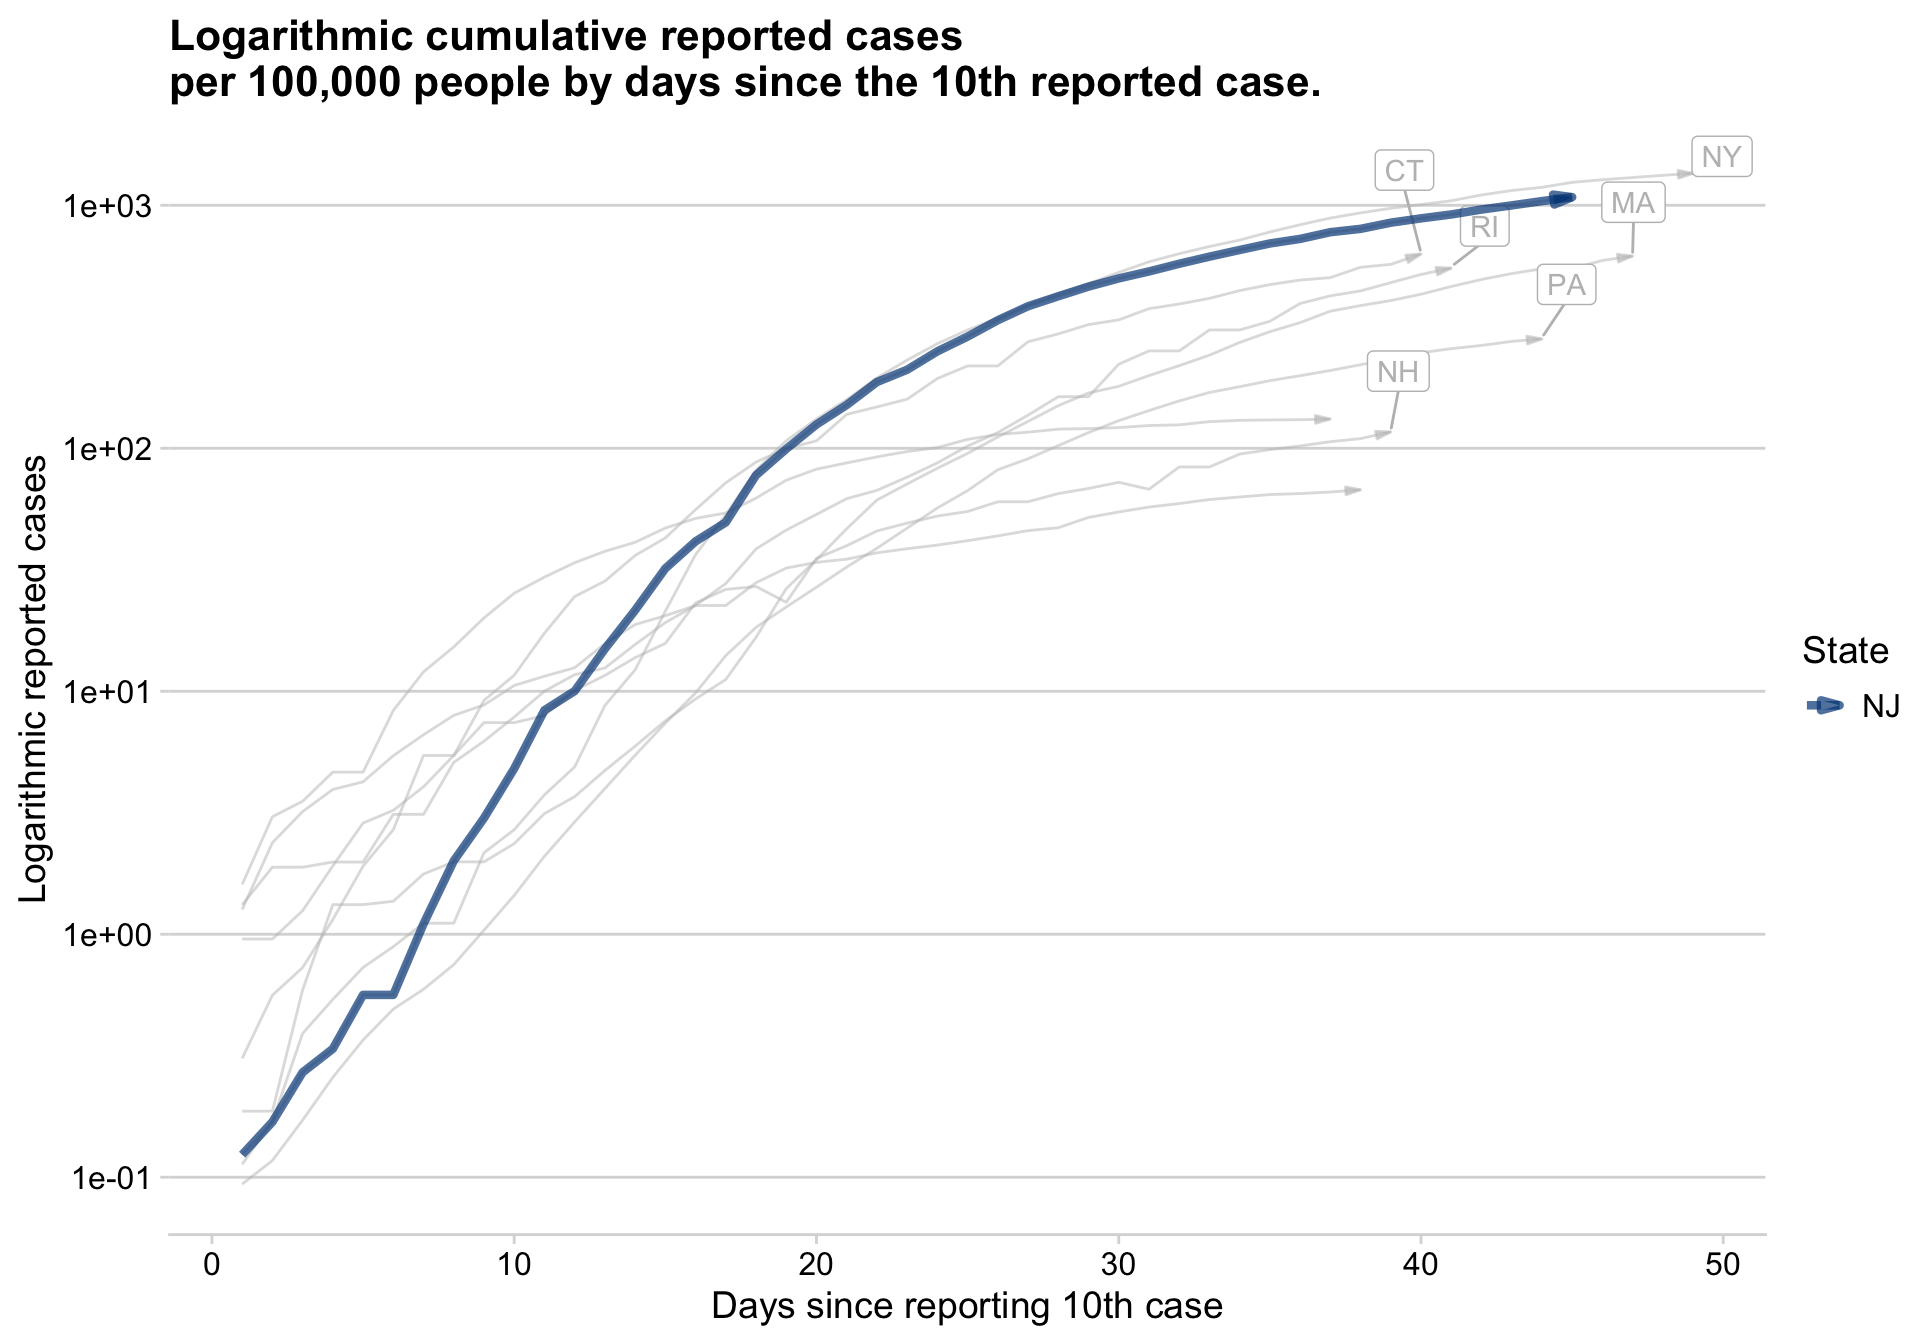 Logarithmic cumulative reported cases
per 100,000 people by days since the 10th reported case.
NY
CT
MA
RI
PA
NH
1e+03
1e+02
1e+01
1e+00
1e-01
Logarithmic reported cases
State
NJ
0 10 20 30 40 50
Days since reporting 10th case